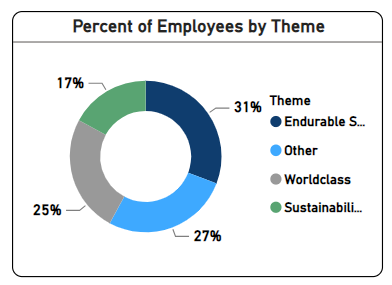 Percent of Employees by Theme
17%
31%
25%
27%
Theme
Endurable S...
Other
Worldclass
Sustainabili...